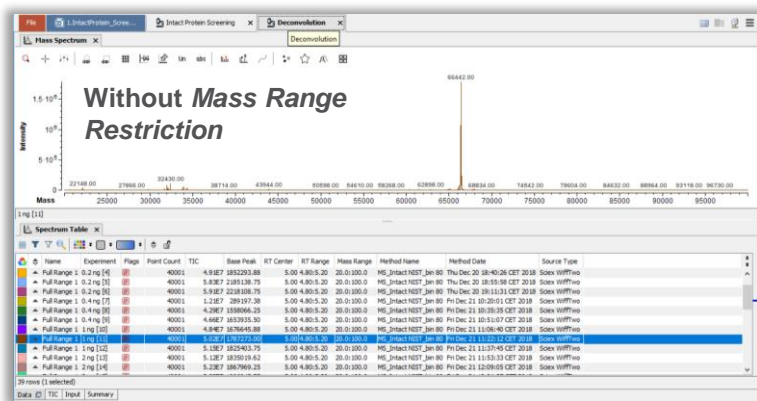 File 1.IntactProtein_Scree... Intact Protein Screening × Deconvolution ×
Deconvolution
Mass Spectrum ×
66442.00
Without Mass Range
Restriction
1.5·10⁶
10⁶
5·10⁵
0
Intensity
22148.00 27666.00 32430.00 38714.00 43944.00 50598.00 54610.00 58268.00 62898.00 68834.00 74542.00 79604.00 84632.00 88964.00 93118.00 96730.00
Mass 25000 30000 35000 40000 45000 50000 55000 60000 65000 70000 75000 80000 85000 90000 95000
1 ng [11]
Spectrum Table ×
Name Experiment Flags Point Count TIC Base Peak RT Center RT Range Mass Range Method Name Method Date Source Type
Full Range 1 0.2 ng [4] 40001 4.91E7 1852293.88 5.00 4.80:5.20 20.0:100.0 MS_Intact NIST_bin 80 Thu Dec 20 18:40:26 CET 2018 Sciex WiffTwo
Full Range 1 0.2 ng [5] 40001 5.83E7 2185138.75 5.00 4.80:5.20 20.0:100.0 MS_Intact NIST_bin 80 Thu Dec 20 18:55:58 CET 2018 Sciex WiffTwo
Full Range 1 0.2 ng [6] 40001 5.91E7 2218108.75 5.00 4.80:5.20 20.0:100.0 MS_Intact NIST_bin 80 Thu Dec 20 19:11:31 CET 2018 Sciex WiffTwo
Full Range 1 0.4 ng [7] 40001 1.21E7 289197.38 5.00 4.80:5.20 20.0:100.0 MS_Intact NIST_bin 80 Fri Dec 21 10:20:01 CET 2018 Sciex WiffTwo
Full Range 1 0.4 ng [8] 40001 4.29E7 1558066.25 5.00 4.80:5.20 20.0:100.0 MS_Intact NIST_bin 80 Fri Dec 21 10:35:35 CET 2018 Sciex WiffTwo
Full Range 1 0.4 ng [9] 40001 4.66E7 1653935.50 5.00 4.80:5.20 20.0:100.0 MS_Intact NIST_bin 80 Fri Dec 21 10:51:07 CET 2018 Sciex WiffTwo
Full Range 1 1 ng [10] 40001 4.84E7 1676645.88 5.00 4.80:5.20 20.0:100.0 MS_Intact NIST_bin 80 Fri Dec 21 11:06:40 CET 2018 Sciex WiffTwo
Full Range 1 1 ng [11] 40001 5.02E7 1787273.00 5.00 4.80:5.20 20.0:100.0 MS_Intact NIST_bin 80 Fri Dec 21 11:22:12 CET 2018 Sciex WiffTwo
Full Range 1 1 ng [12] 40001 5.15E7 1825403.75 5.00 4.80:5.20 20.0:100.0 MS_Intact NIST_bin 80 Fri Dec 21 11:37:45 CET 2018 Sciex WiffTwo
Full Range 1 2 ng [13] 40001 5.12E7 1835019.62 5.00 4.80:5.20 20.0:100.0 MS_Intact NIST_bin 80 Fri Dec 21 11:53:33 CET 2018 Sciex WiffTwo
Full Range 1 2 ng [14] 40001 5.23E7 1867969.25 5.00 4.80:5.20 20.0:100.0 MS_Intact NIST_bin 80 Fri Dec 21 12:09:05 CET 2018 Sciex WiffTwo
39 rows (1 selected)
Data TIC Input Summary